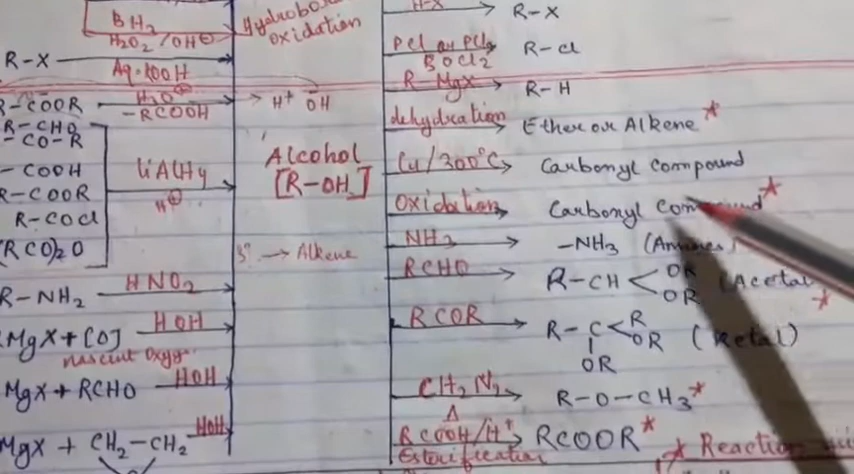 BH3
H2O2/OH⊖
Hydrobor
oxidation
R-X
Aq. KOH
R-COOR
H2O
-RCOOH
H+ OH
R-CHO
-CO-R
-COOH
R-COOR
R-COCl
(RCO)2O
LiAlH4
H⊕
Alcohol
[R-OH]
3° → Alkene
R-NH2 HNO2
MgX+[O] HOH
nascent oxyg.
MgX + RCHO HOH
MgX + CH2-CH2 HOH
O
H-X → R-X
PCl5 or PCl3
SOCl2
R-Cl
R MgX → R-H
dehydration → Ether or Alkene *
Cu/300°C → Carbonyl Compound
Oxidation → Carbonyl Compound *
NH3 → -NH3 (Amines)
RCHO → R-CH < OR
OR
(Acetal
*
RCOR → R-C < R
OR
OR
(Ketal)
CH2N2 → R-O-CH3 *
Δ
RCOOH/H+ → RCOOR *
Esterification
* Reaction